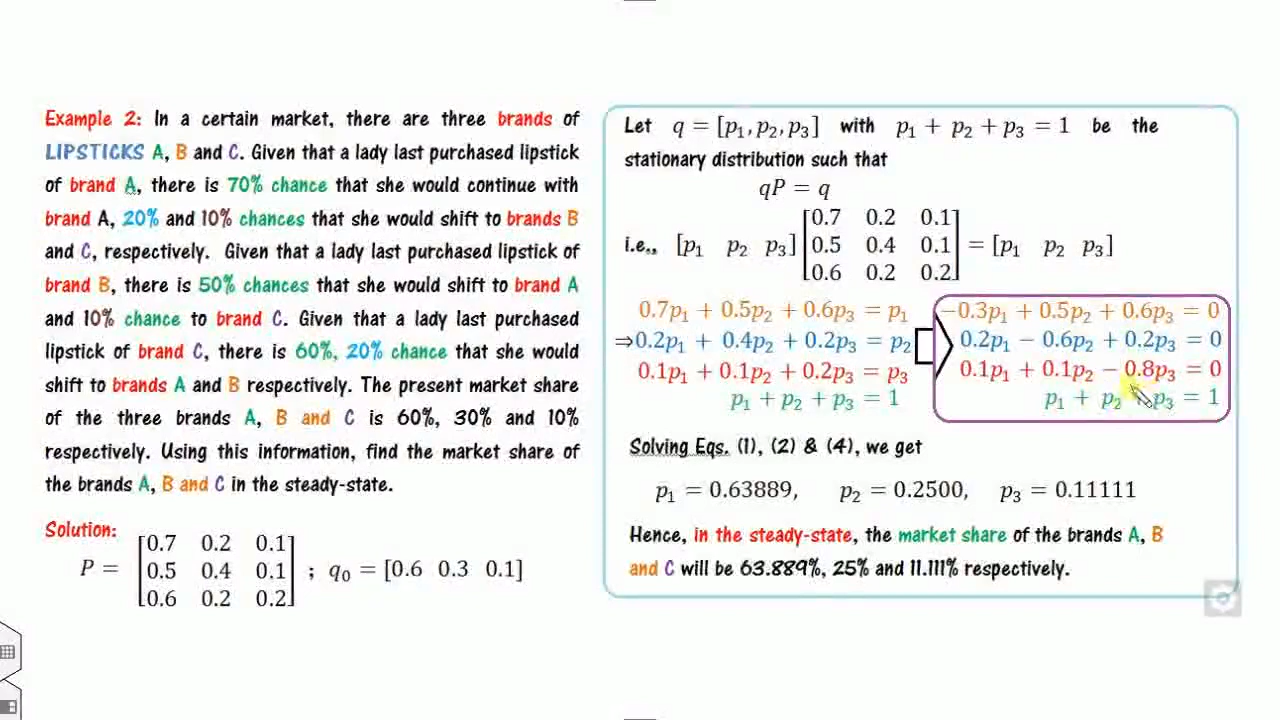 Example 2: In a certain market, there are three brands of
LIPSTICKS A, B and C. Given that a lady last purchased lipstick
of brand A, there is 70% chance that she would continue with
brand A, 20% and 10% chances that she would shift to brands B
and C, respectively. Given that a lady last purchased lipstick of
brand B, there is 50% chances that she would shift to brand A
and 10% chance to brand C. Given that a lady last purchased
lipstick of brand C, there is 60%, 20% chance that she would
shift to brands A and B respectively. The present market share
of the three brands A, B and C is 60%, 30% and 10%
respectively. Using this information, find the market share of
the brands A, B and C in the steady-state.
Solution:
P = [0.7 0.2 0.1
0.5 0.4 0.1
0.6 0.2 0.2] ; q₀ = [0.6 0.3 0.1]
Let q = [p₁, p₂, p₃] with p₁ + p₂ + p₃ = 1 be the
stationary distribution such that
qP = q
i.e., [p₁ p₂ p₃] [0.7 0.2 0.1
0.5 0.4 0.1
0.6 0.2 0.2] = [p₁ p₂ p₃]
0.7p₁ + 0.5p₂ + 0.6p₃ = p₁
⇒0.2p₁ + 0.4p₂ + 0.2p₃ = p₂
0.1p₁ + 0.1p₂ + 0.2p₃ = p₃
p₁ + p₂ + p₃ = 1
−0.3p₁ + 0.5p₂ + 0.6p₃ = 0
0.2p₁ − 0.6p₂ + 0.2p₃ = 0
0.1p₁ + 0.1p₂ − 0.8p₃ = 0
p₁ + p₂ + p₃ = 1
Solving Eqs. (1), (2) & (4), we get
p₁ = 0.63889, p₂ = 0.2500, p₃ = 0.11111
Hence, in the steady-state, the market share of the brands A, B
and C will be 63.889%, 25% and 11.111% respectively.